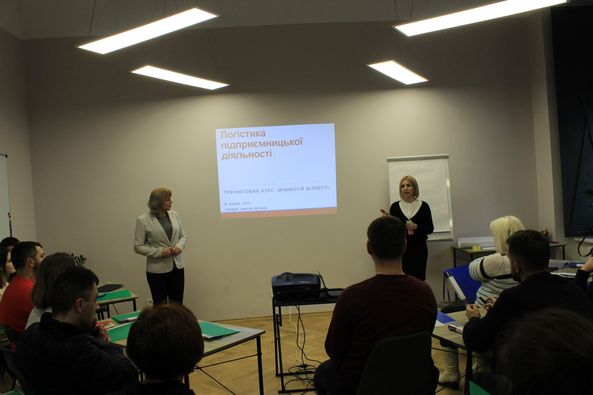 Логістика
підприємницької
діяльності
ТРЕНІНГОВИЙ КУРС «ВЧИМОСЯ БІЗНЕСУ»